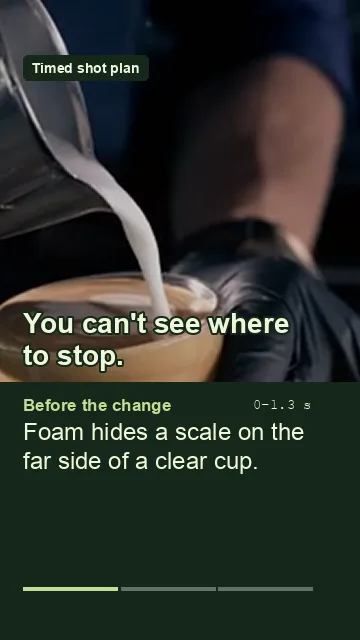 Timed shot plan
You can't see where
to stop.
Before the change
0–1.3 s
Foam hides a scale on the
far side of a clear cup.